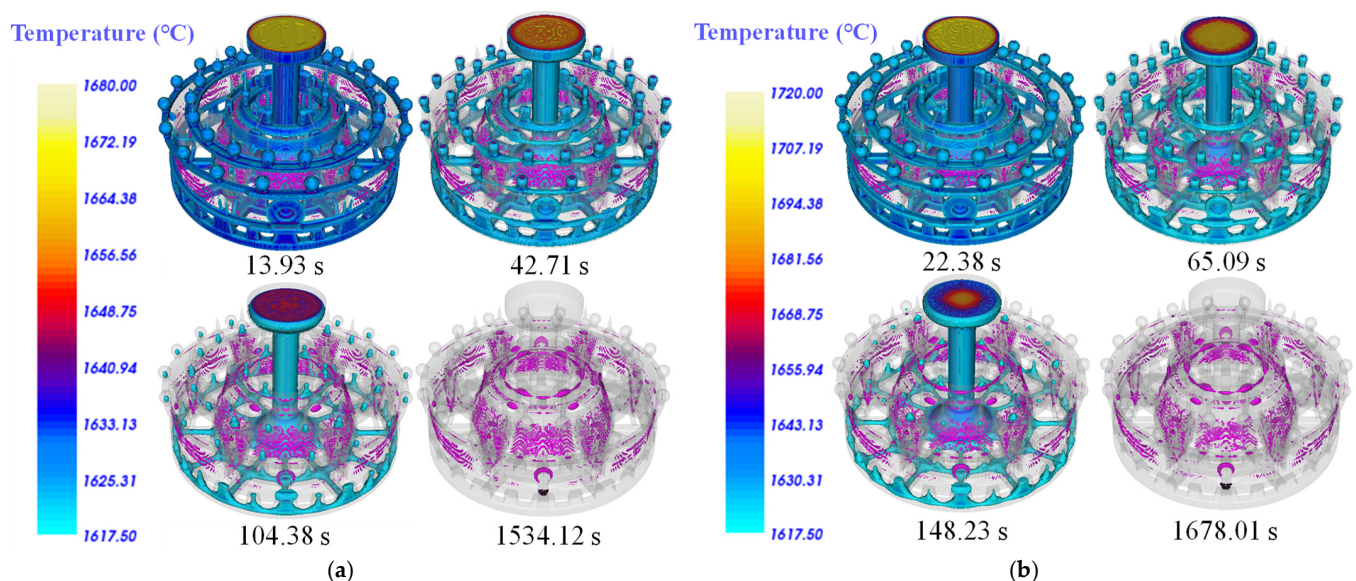 Temperature (°C)
1680.00
1672.19
1664.38
1656.56
1648.75
1640.94
1633.13
1625.31
1617.50
13.93 s
42.71 s
104.38 s
1534.12 s
(a)
Temperature (°C)
1720.00
1707.19
1694.38
1681.56
1668.75
1655.94
1643.13
1630.31
1617.50
22.38 s
65.09 s
148.23 s
1678.01 s
(b)